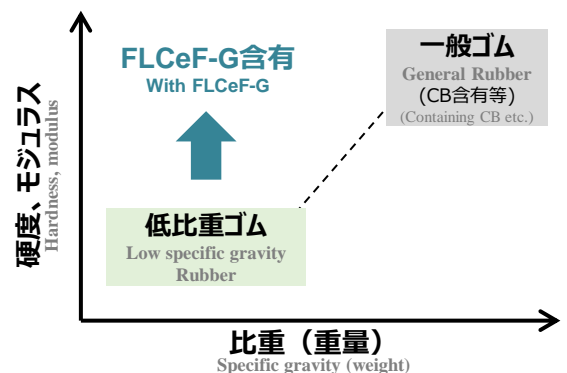 FLCeF-G含有
With FLCeF-G
一般ゴム
General Rubber
(CB含有等)
(Containing CB etc.)
硬度、モジュラス
Hardness, modulus
低比重ゴム
Low specific gravity
Rubber
比重（重量）
Specific gravity (weight)